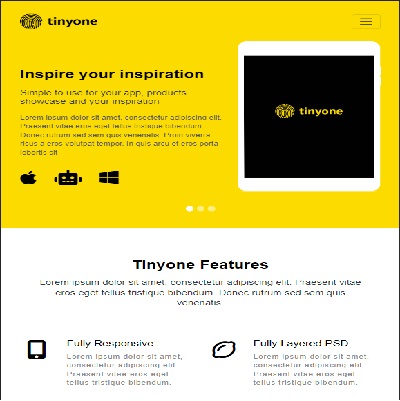 tinyone
Inspire your inspiration
Simple to use for your app, products
showcase and your inspiration
Lorem ipsum dolor sit amet, consectetur adipiscing elit.
Praesent vitae eros eget tellus tristique bibendum.
Donec rutrum sed sem quis venenatis. Proin viverra
risus a eros volutpat tempor. In quis arcu et eros porta
lobortis sit
tinyone
Tinyone Features
Lorem ipsum dolor sit amet, consectetur adipiscing elit. Praesent vitae
eros eget tellus tristique bibendum. Donec rutrum sed sem quis
venenatis.
Fully Responsive
Lorem ipsum dolor sit amet,
consectetur adipiscing elit.
Praesent vitae eros eget
tellus tristique bibendum.
Fully Layered PSD
Lorem ipsum dolor sit amet,
consectetur adipiscing elit.
Praesent vitae eros eget
tellus tristique bibendum.